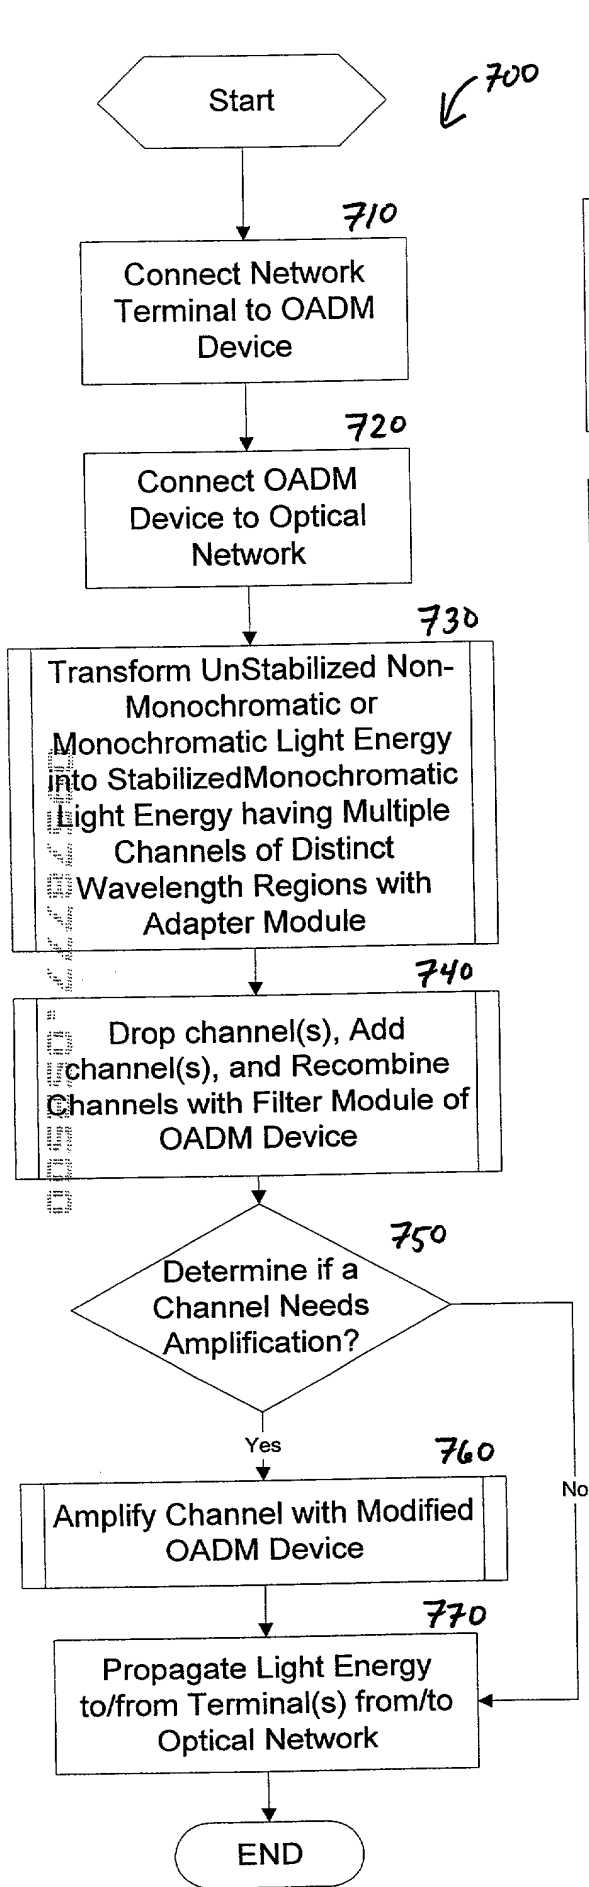 Start
700
710
Connect Network
Terminal to OADM
Device
720
Connect OADM
Device to Optical
Network
730
Transform UnStabilized Non-
Monochromatic or
Monochromatic Light Energy
into StabilizedMonochromatic
Light Energy having Multiple
Channels of Distinct
Wavelength Regions with
Adapter Module
740
Drop channel(s), Add
channel(s), and Recombine
Channels with Filter Module of
OADM Device
750
Determine if a
Channel Needs
Amplification?
Yes
760
No
Amplify Channel with Modified
OADM Device
770
Propagate Light Energy
to/from Terminal(s) from/to
Optical Network
END